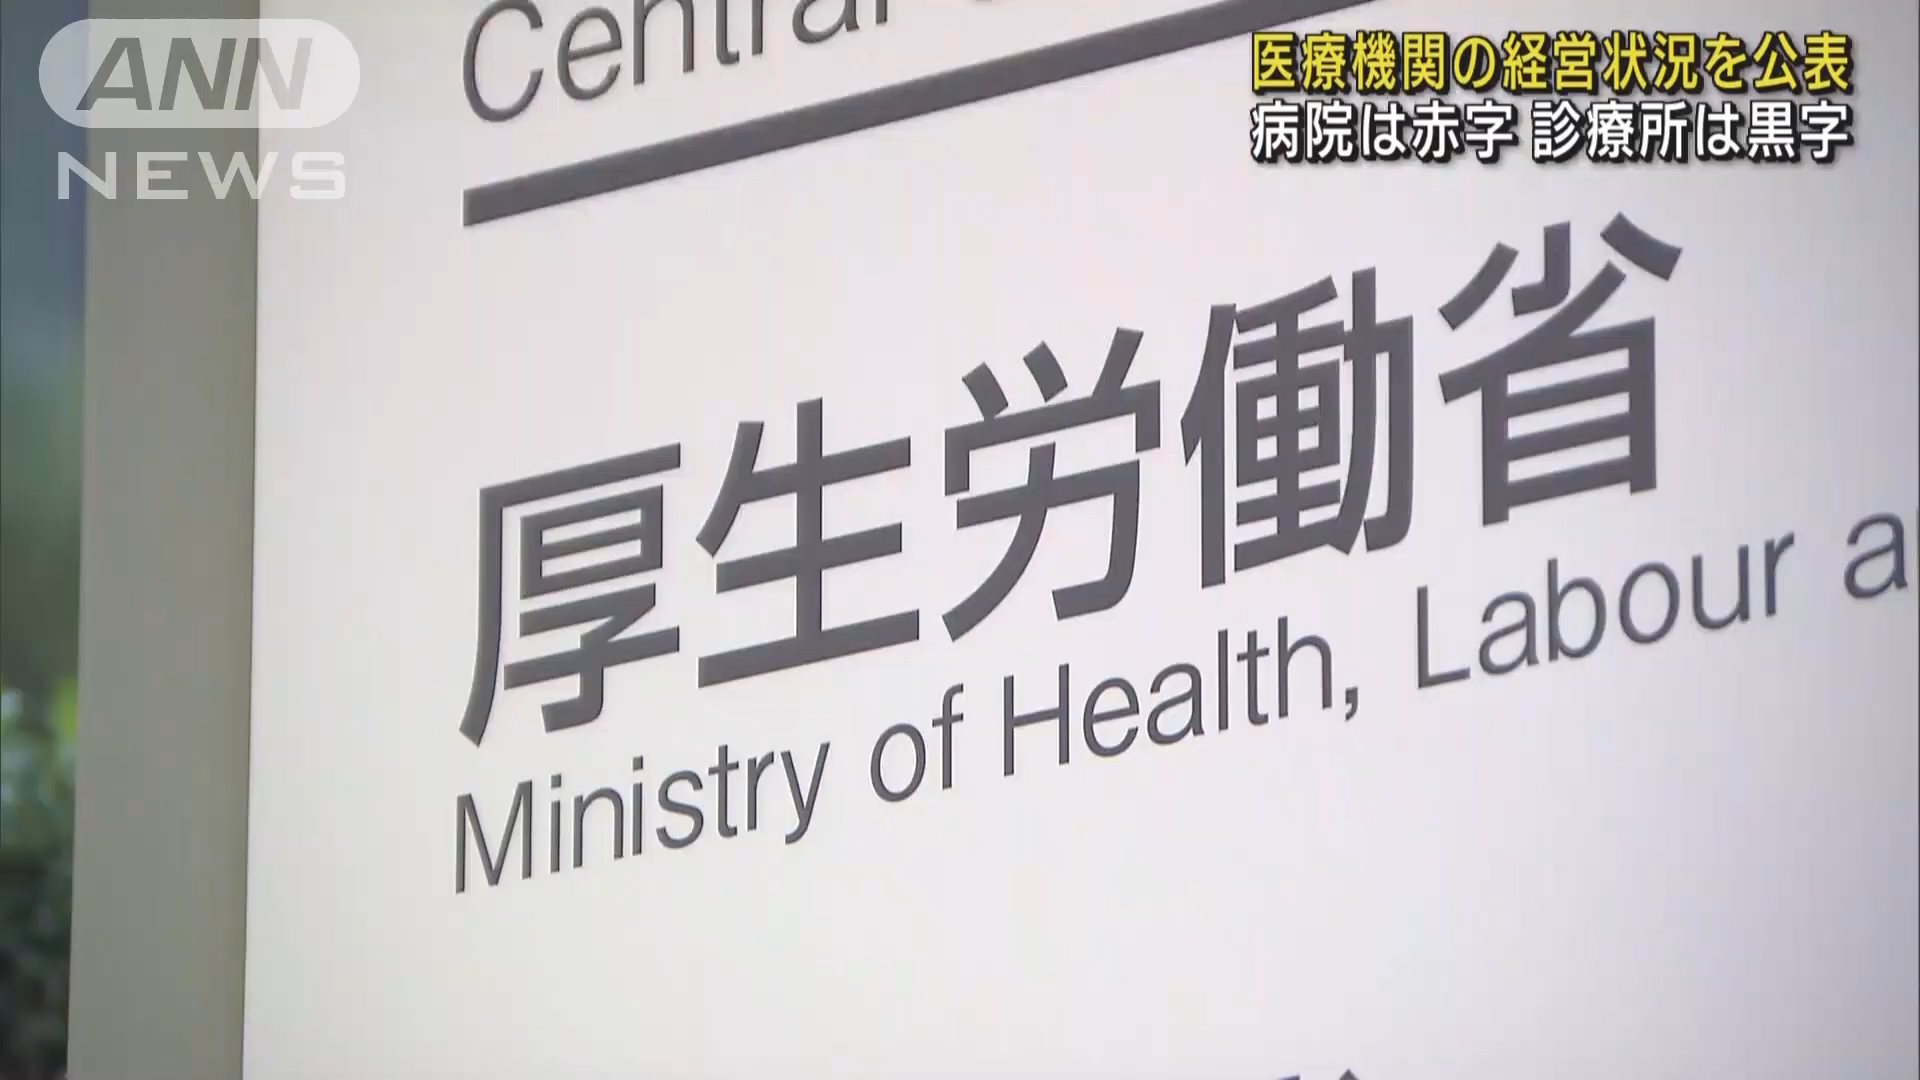 ANN
NEWS
医療機関の経営状況を公表
病院は赤字 診療所は黒字
Central
厚生労働省
Ministry of Health, Labour a